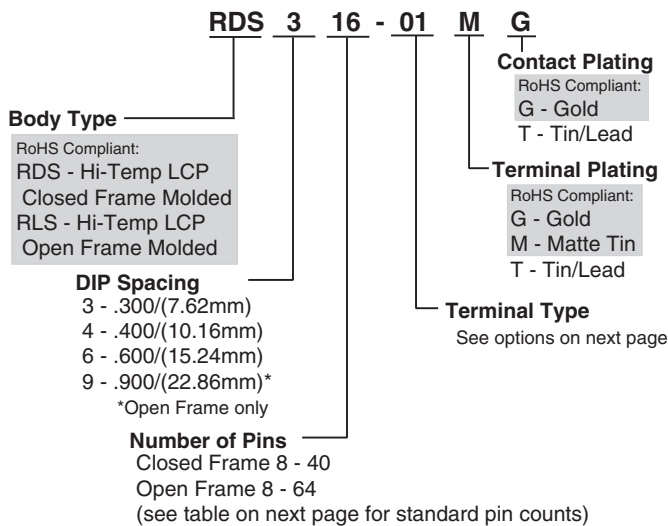 RDS 3 16 - 01 M G
Contact Plating
RoHS Compliant:
G - Gold
T - Tin/Lead
Body Type
RoHS Compliant:
RDS - Hi-Temp LCP
Closed Frame Molded
RLS - Hi-Temp LCP
Open Frame Molded
Terminal Plating
RoHS Compliant:
G - Gold
M - Matte Tin
T - Tin/Lead
DIP Spacing
3 - .300/(7.62mm)
4 - .400/(10.16mm)
6 - .600/(15.24mm)
9 - .900/(22.86mm)*
*Open Frame only
Terminal Type
See options on next page
Number of Pins
Closed Frame 8 - 40
Open Frame 8 - 64
(see table on next page for standard pin counts)